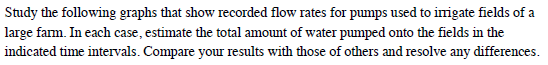 Study the following graphs that show recorded flow rates for pumps used to irrigate fields of a
large farm. In each case, estimate the total amount of water pumped onto the fields in the
indicated time intervals. Compare your results with those of others and resolve any differences.